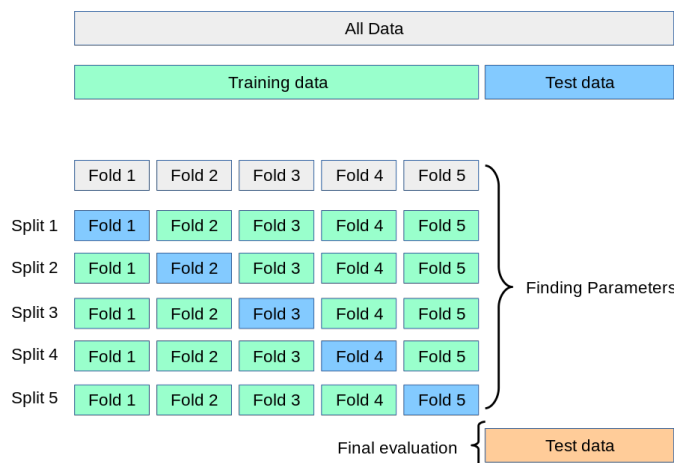 All Data
Training data Test data
Fold 1 Fold 2 Fold 3 Fold 4 Fold 5
Split 1 Fold 1 Fold 2 Fold 3 Fold 4 Fold 5
Split 2 Fold 1 Fold 2 Fold 3 Fold 4 Fold 5
Finding Parameters
Split 3 Fold 1 Fold 2 Fold 3 Fold 4 Fold 5
Split 4 Fold 1 Fold 2 Fold 3 Fold 4 Fold 5
Split 5 Fold 1 Fold 2 Fold 3 Fold 4 Fold 5
Final evaluation Test data